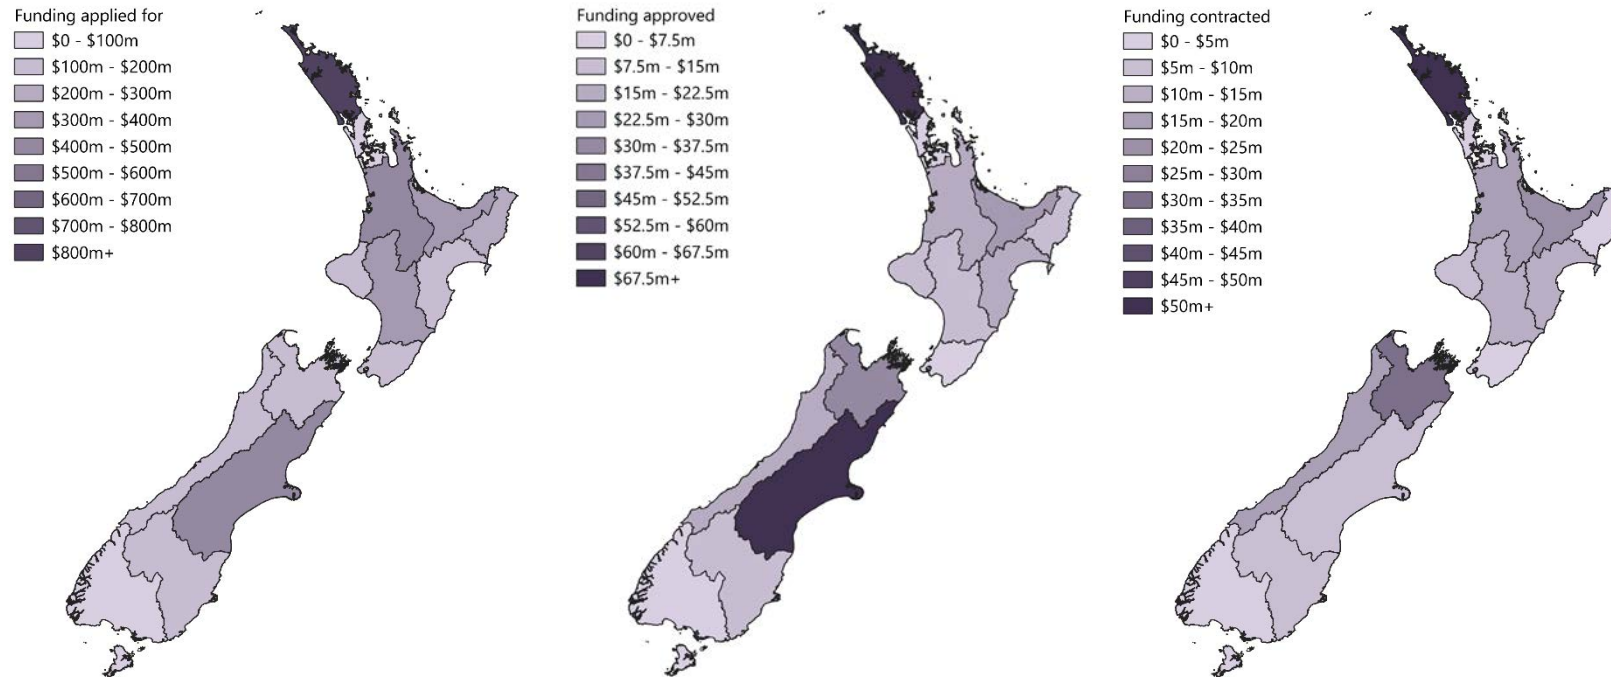 Funding applied for
$0 - $100m
$100m - $200m
$200m - $300m
$300m - $400m
$400m - $500m
$500m - $600m
$600m - $700m
$700m - $800m
$800m+
Funding approved
$0 - $7.5m
$7.5m - $15m
$15m - $22.5m
$22.5m - $30m
$30m - $37.5m
$37.5m - $45m
$45m - $52.5m
$52.5m - $60m
$60m - $67.5m
$67.5m+
Funding contracted
$0 - $5m
$5m - $10m
$10m - $15m
$15m - $20m
$20m - $25m
$25m - $30m
$30m - $35m
$35m - $40m
$40m - $45m
$45m - $50m
$50m+